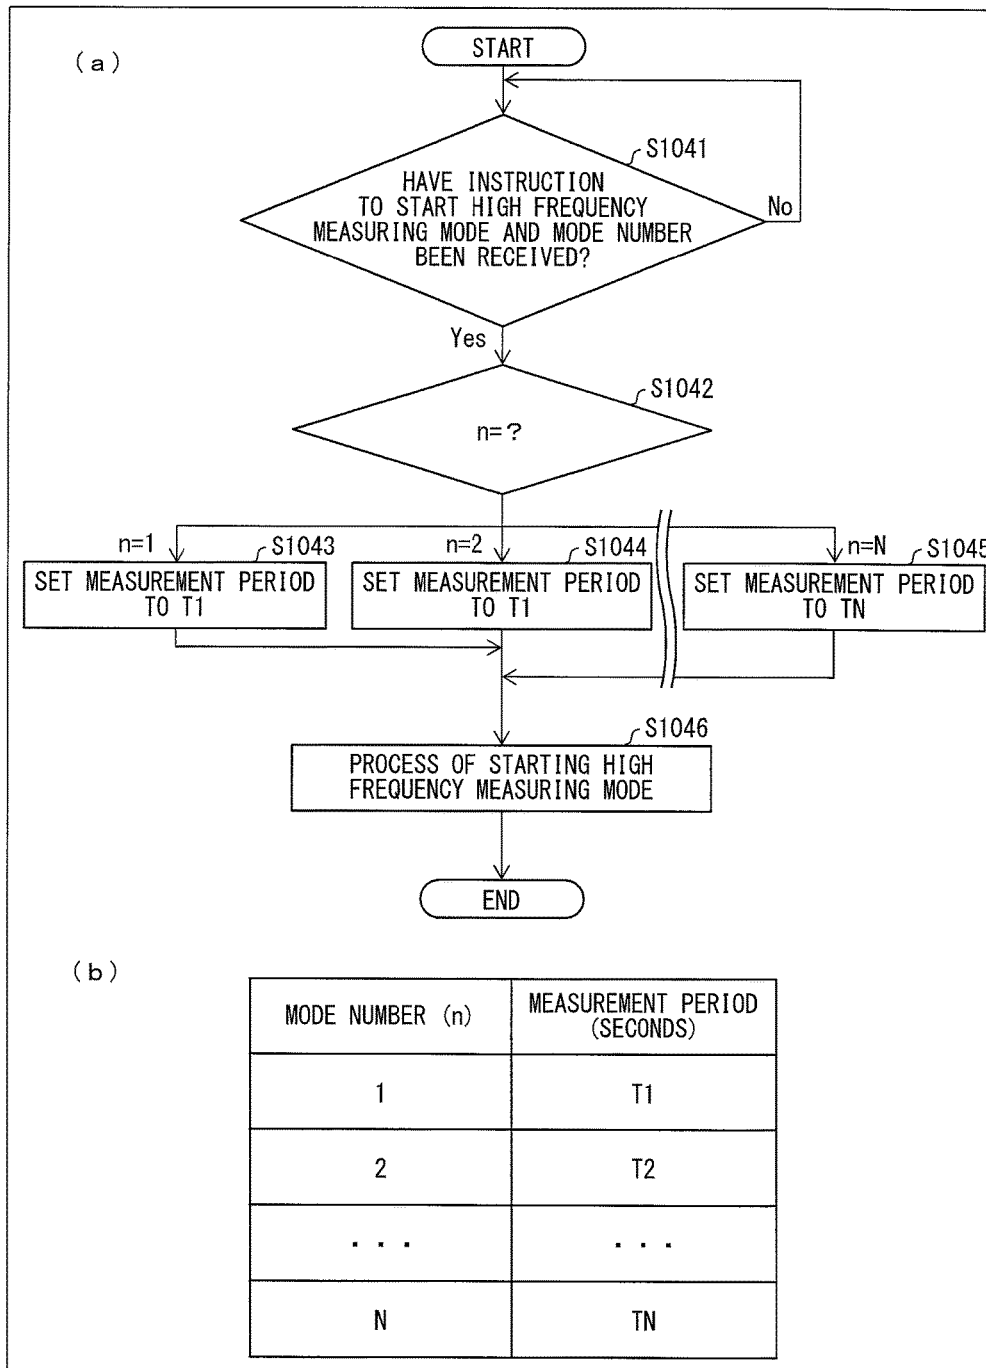 (a)
START
S1041
HAVE INSTRUCTION
TO START HIGH FREQUENCY
MEASURING MODE AND MODE NUMBER
BEEN RECEIVED?
No
Yes
S1042
n=?
n=1
S1043
n=2
S1044
n=N
S1045
SET MEASUREMENT PERIOD
TO T1
SET MEASUREMENT PERIOD
TO T1
SET MEASUREMENT PERIOD
TO TN
S1046
PROCESS OF STARTING HIGH
FREQUENCY MEASURING MODE
END
(b)
MODE NUMBER (n)
MEASUREMENT PERIOD
(SECONDS)
1
T1
2
T2
. . .
. . .
N
TN